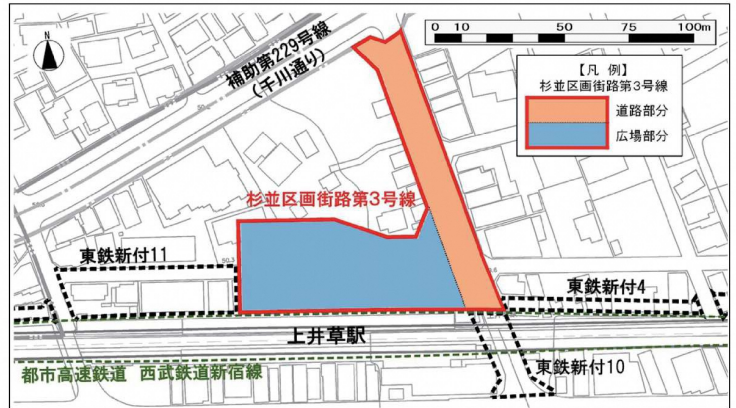 0 10 50 75 100m
【凡 例】
杉並区画街路第3号線
道路部分
広場部分
補助第229号線
(千川通り)
杉並区画街路第3号線
50.3
東鉄新付11
東鉄新付4
上井草駅
都市高速鉄道 西武鉄道新宿線
東鉄新付10